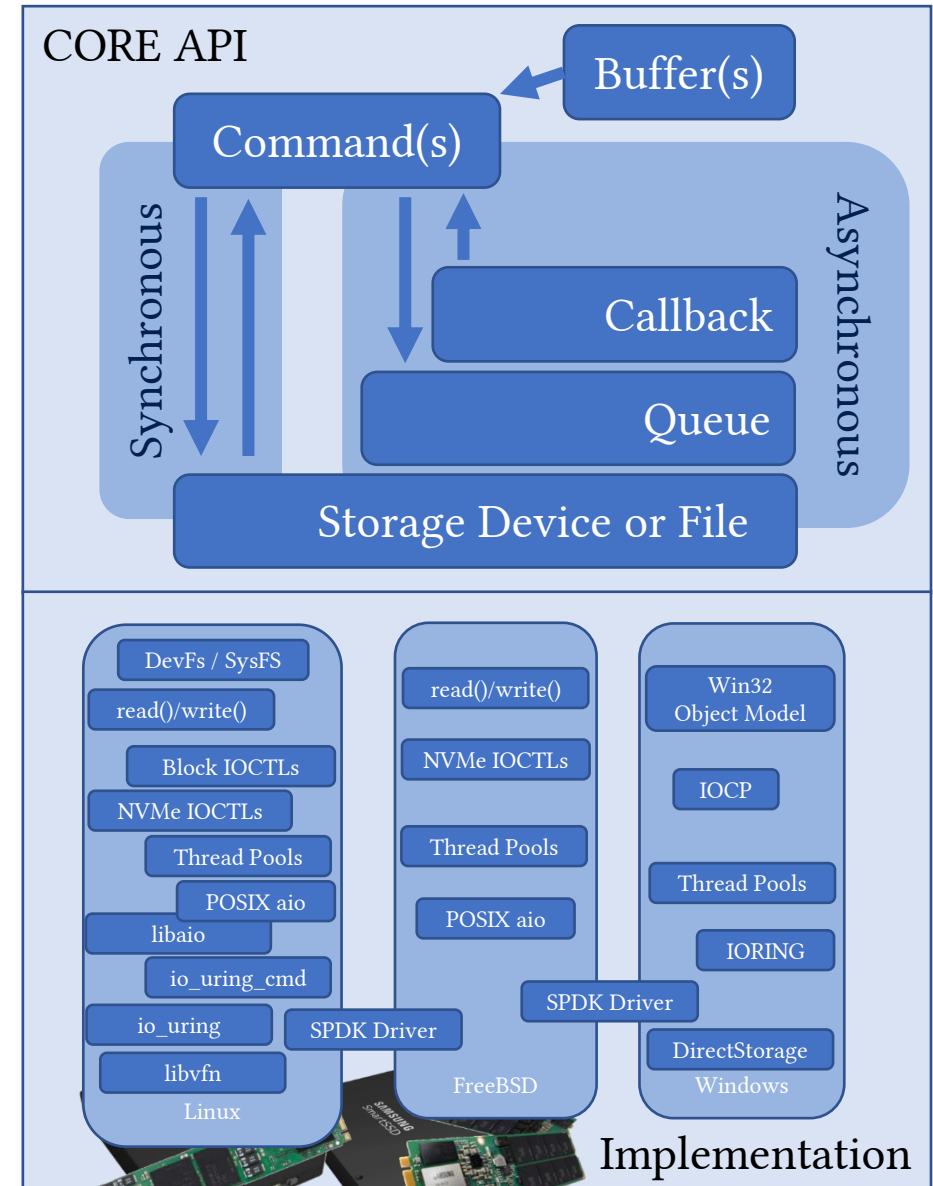 CORE API
Buffer(s)
Command(s)
Synchronous
Asynchronous
Callback
Queue
Storage Device or File
DevFs / SysFS
read()/write()
Block IOCTLs
NVMe IOCTLs
Thread Pools
POSIX aio
libaio
io_uring_cmd
io_uring
SPDK Driver
libvfn
Linux
read()/write()
NVMe IOCTLs
Thread Pools
POSIX aio
SPDK Driver
FreeBSD
Win32
Object Model
IOCP
Thread Pools
IORING
DirectStorage
Windows
SAMSUNG
SmartSSD
Implementation